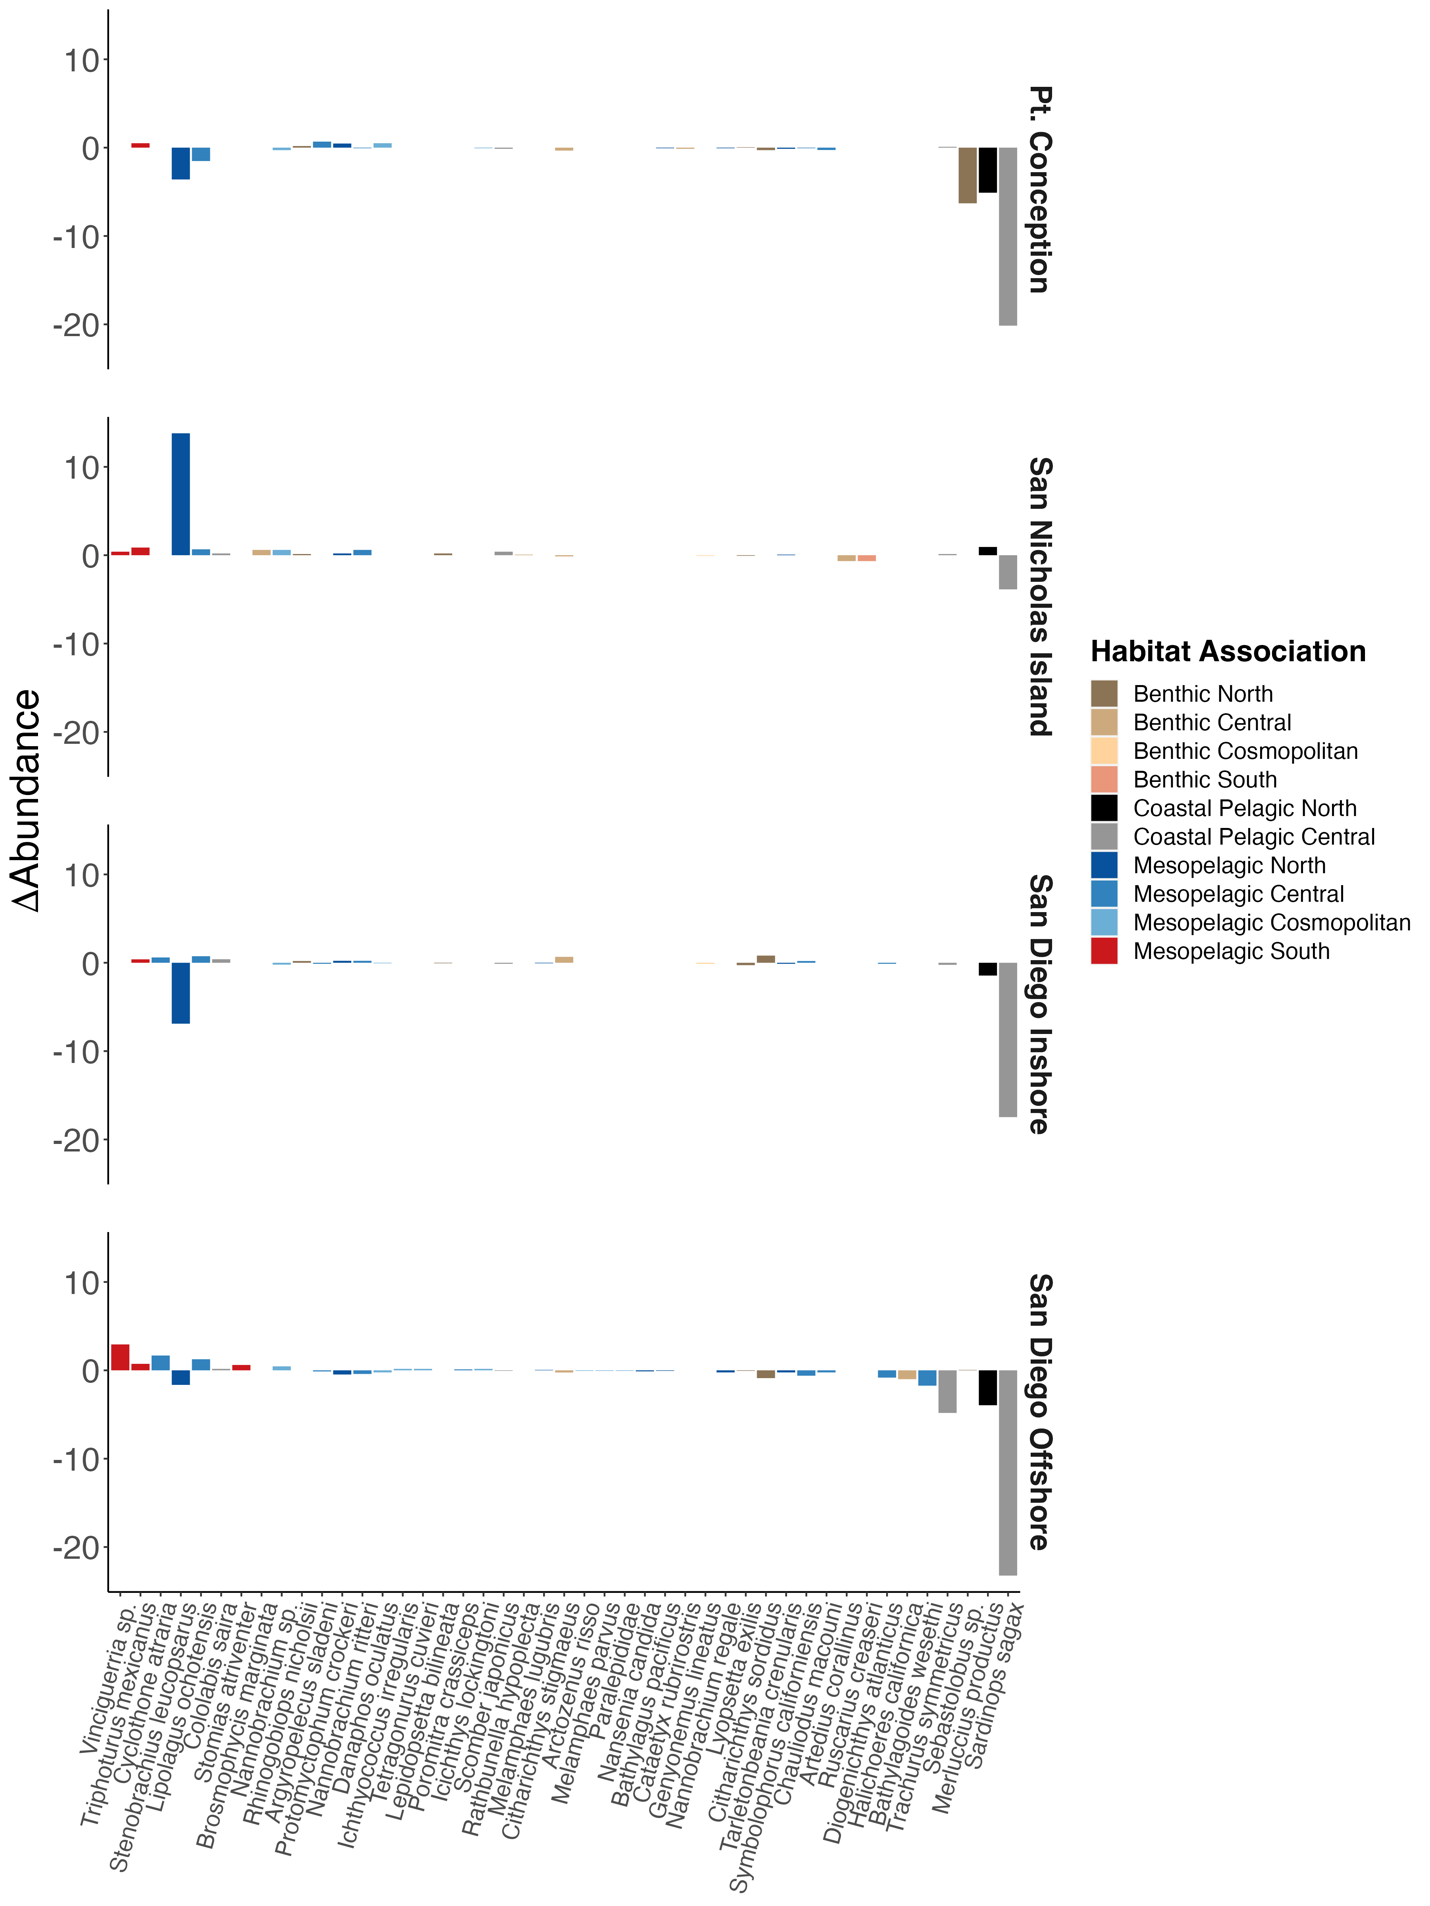 10
0
-10
-20
Pt. Conception
10
0
-10
-20
San Nicholas Island
10
0
-10
-20
San Diego Inshore
10
0
-10
-20
San Diego Offshore
ΔAbundance
Vinciguerria sp.
Triphoturus mexicanus
Cyclothone atraria
Stenobrachius leucopsarus
Lipolagus ochotensis
Cololabis saira
Stomias atriventer
Brosmophycis marginata
Nannobrachium sp.
Rhinogobiops nicholsii
Argyropelecus sladeni
Protomyctophum crockeri
Nannobrachium ritteri
Danaphos oculatus
Ichthyococcus irregularis
Tetragonurus cuvieri
Lepidopsetta bilineata
Poromitra crassiceps
Icichthys lockingtoni
Scomber japonicus
Rathbunella hypoplecta
Melamphaes lugubris
Citharichthys stigmaeus
Arctozenius risso
Melamphaes parvus
Paralepididae
Nansenia candida
Bathylagus pacificus
Cataetyx rubrirostris
Genyonemus lineatus
Nannobrachium regale
Lyopsetta exilis
Citharichthys sordidus
Tarletonbeania crenularis
Symbolophorus californiensis
Chauliodus macouni
Artedius corallinus
Ruscarius creaseri
Diogenichthys atlanticus
Halichoeres californica
Bathylagoides wesethi
Trachurus symmetricus
Sebastolobus sp.
Merluccius productus
Sardinops sagax
Habitat Association
Benthic North
Benthic Central
Benthic Cosmopolitan
Benthic South
Coastal Pelagic North
Coastal Pelagic Central
Mesopelagic North
Mesopelagic Central
Mesopelagic Cosmopolitan
Mesopelagic South